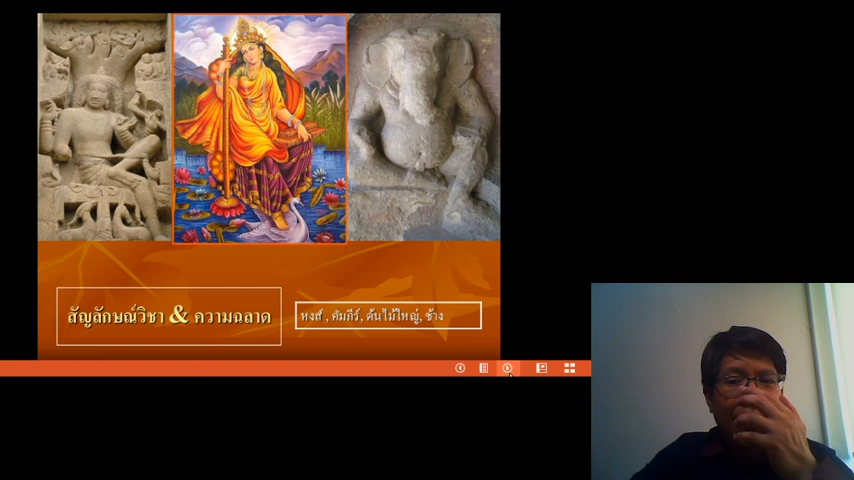 สัญลักษณ์วิชา & ความฉลาด
หงส์ , คัมภีร์, ต้นไม้ใหญ่, ช้าง